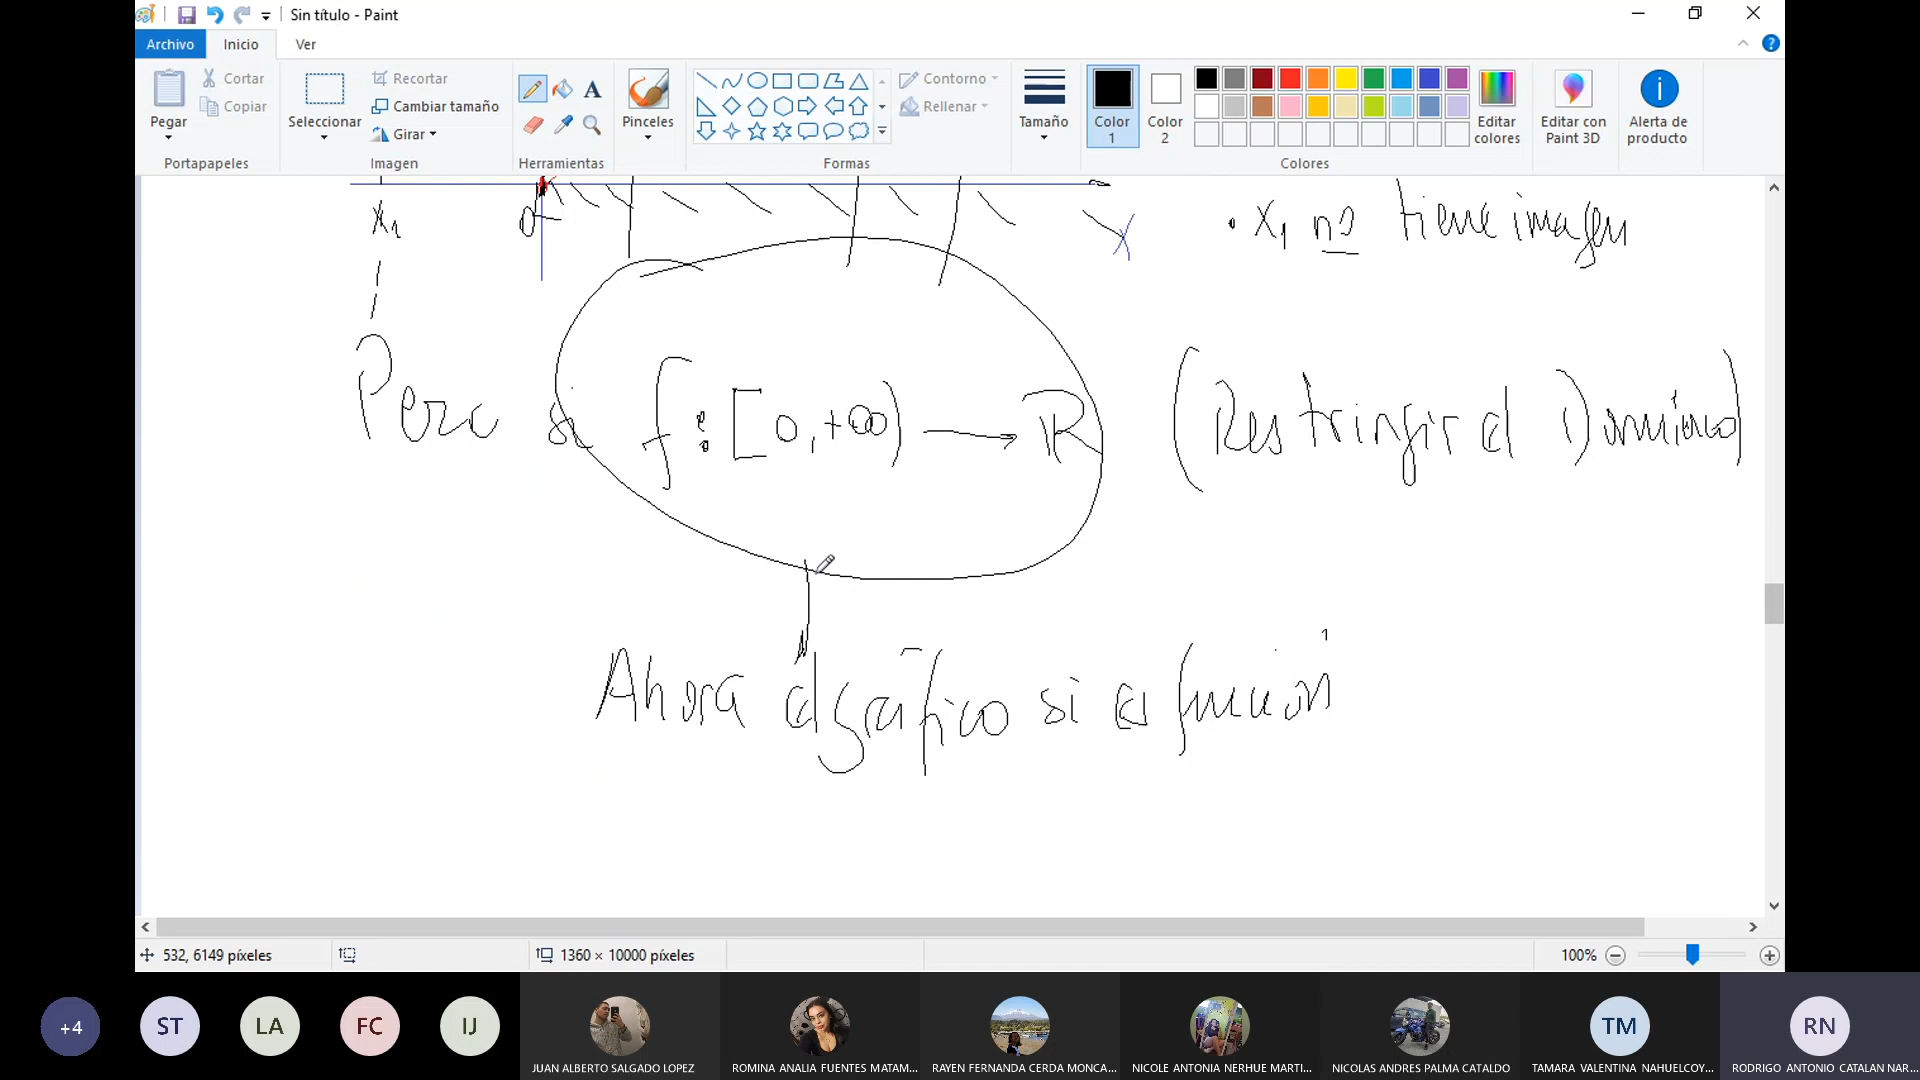 Sin título - Paint
Archivo Inicio Ver
Pegar
Cortar
Copiar
Portapapeles
Seleccionar
Recortar
Cambiar tamaño
Girar
Imagen
A
Herramientas
Pinceles
Contorno
Rellenar
Formas
Tamaño
Color 1
Color 2
Editar colores
Colores
Editar con Paint 3D
Alerta de producto
x₁ 0 X
• x₁ no tiene imagen
Pero si f: [0,+∞) → ℝ (Restringir el Dominio)
Ahora el gráfico si es función
532, 6149 píxeles 1360 × 10000 píxeles 100%
+4 ST LA FC IJ TM RN
JUAN ALBERTO SALGADO LOPEZ ROMINA ANALIA FUENTES MATAM... RAYEN FERNANDA CERDA MONCA... NICOLE ANTONIA NERHUE MARTI... NICOLAS ANDRES PALMA CATALDO TAMARA VALENTINA NAHUELCOY... RODRIGO ANTONIO CATALAN NAR...